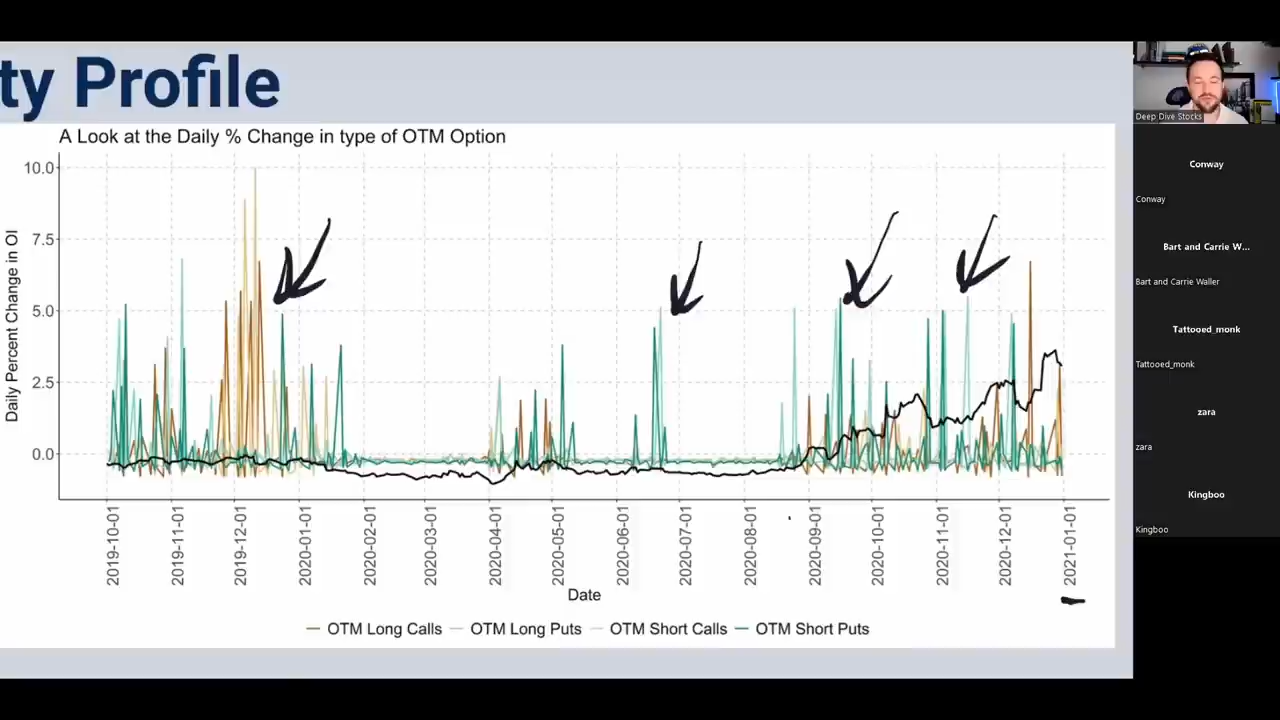 ty Profile
A Look at the Daily % Change in type of OTM Option
Daily Percent Change in OI
10.0
7.5
5.0
2.5
0.0
2019-10-01
2019-11-01
2019-12-01
2020-01-01
2020-02-01
2020-03-01
2020-04-01
2020-05-01
2020-06-01
2020-07-01
2020-08-01
2020-09-01
2020-10-01
2020-11-01
2020-12-01
2021-01-01
Date
OTM Long Calls OTM Long Puts OTM Short Calls OTM Short Puts
Deep Dive Stocks
Conway
Conway
Bart and Carrie W...
Bart and Carrie Waller
Tattooed_monk
Tattooed_monk
zara
zara
Kingboo
Kingboo